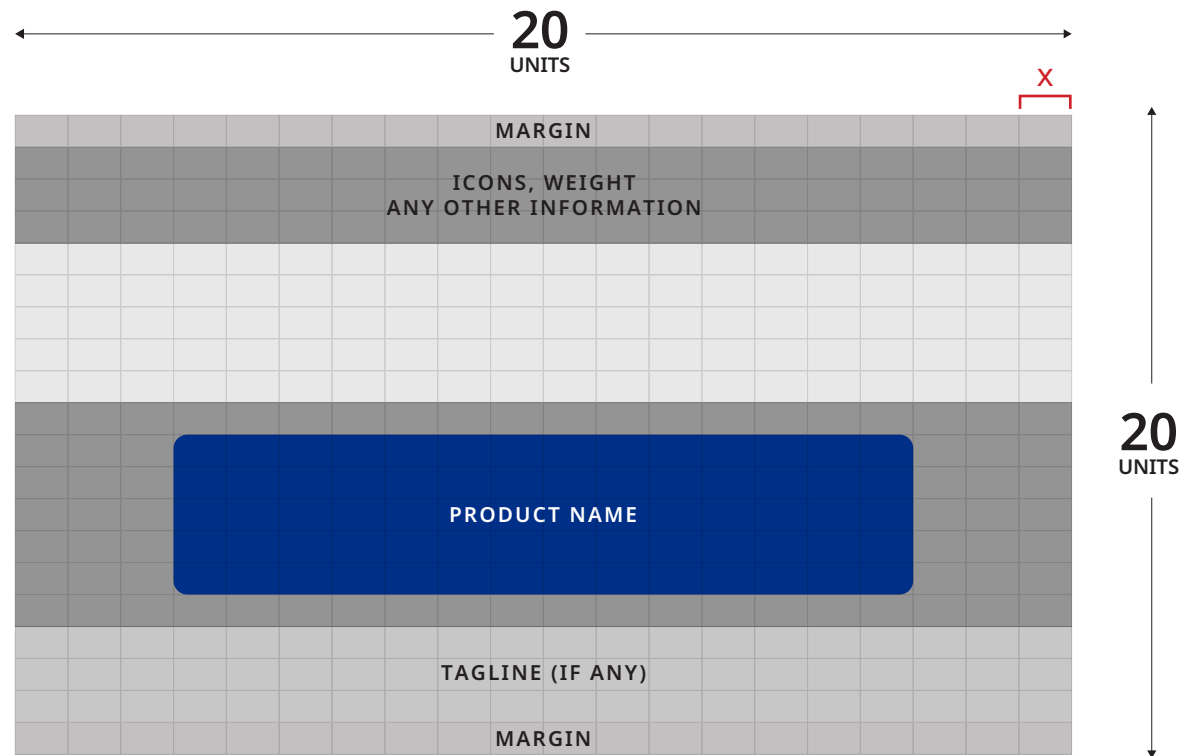 20
UNITS
X
MARGIN
ICONS, WEIGHT
ANY OTHER INFORMATION
20
UNITS
PRODUCT NAME
TAGLINE (IF ANY)
MARGIN